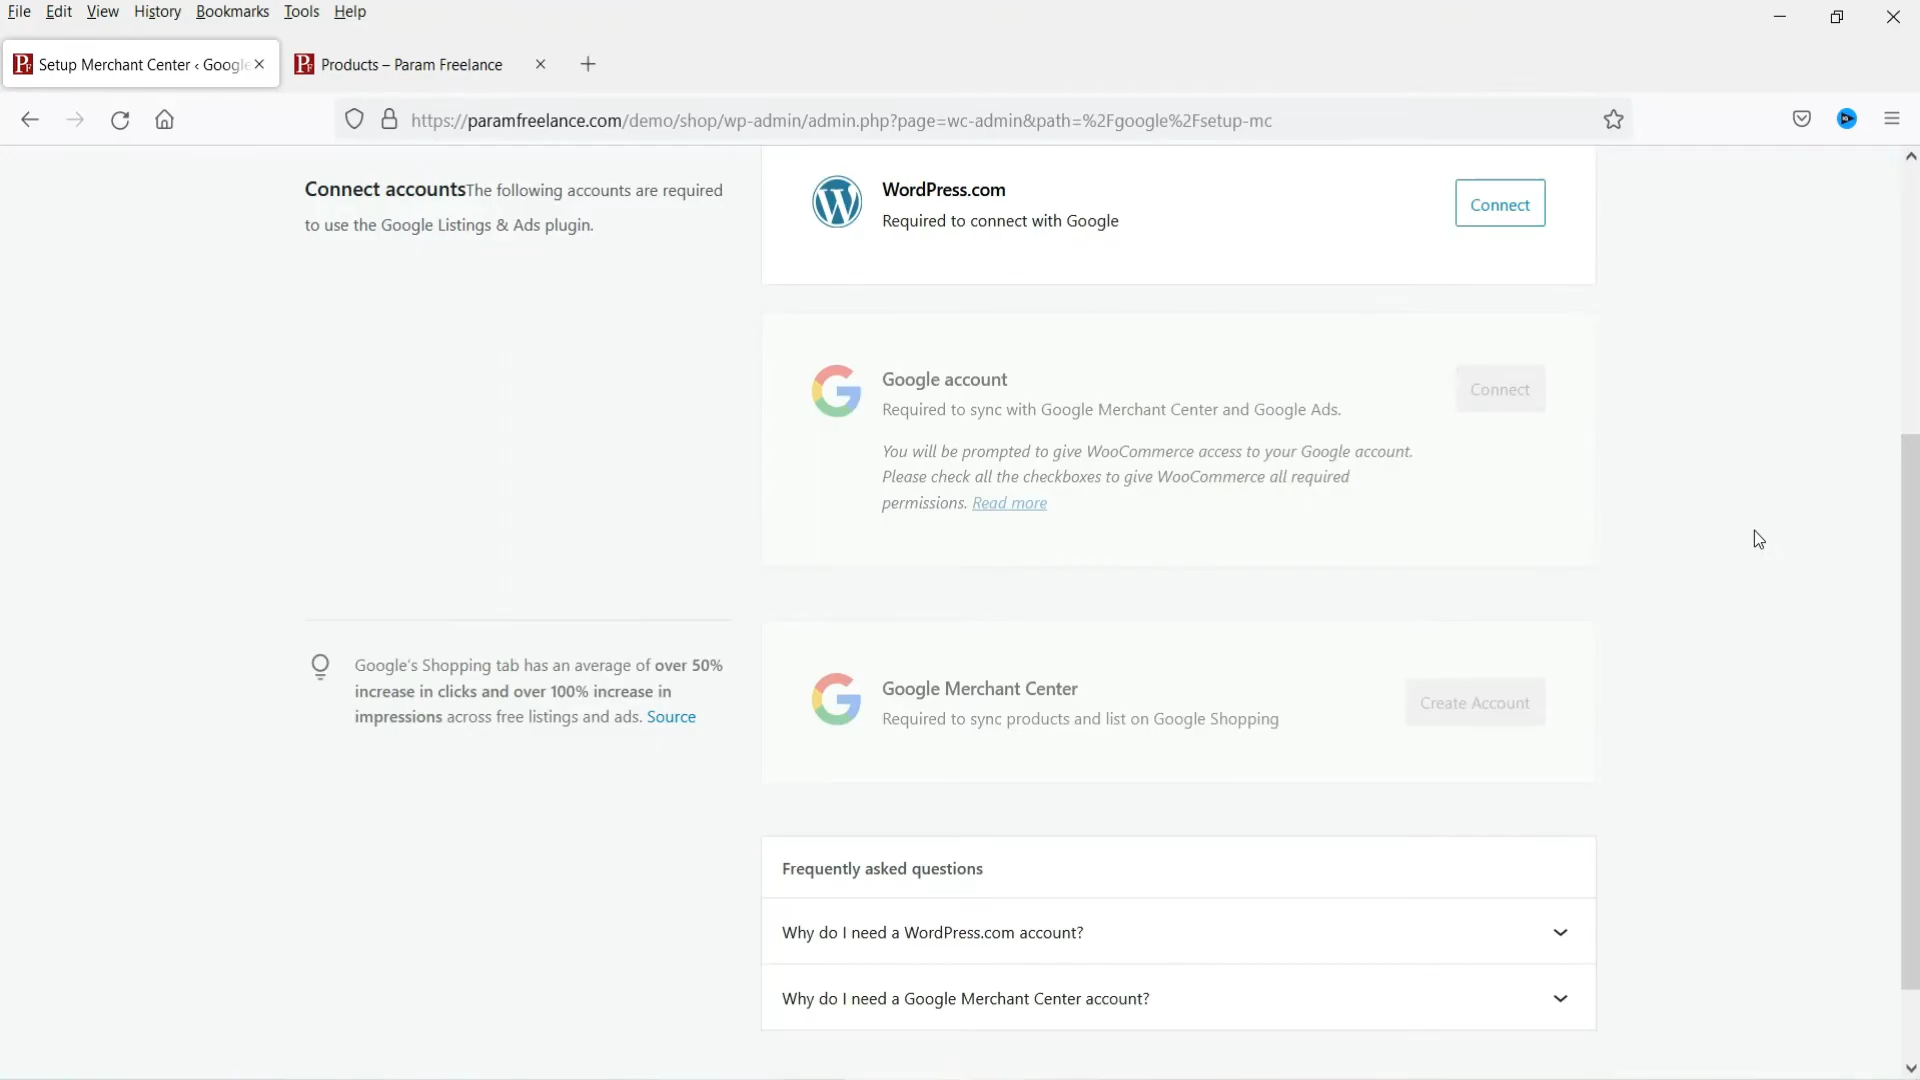 File Edit View History Bookmarks Tools Help
Setup Merchant Center ‹ Google
Products – Param Freelance
https://paramfreelance.com/demo/shop/wp-admin/admin.php?page=wc-admin&path=%2Fgoogle%2Fsetup-mc
Connect accountsThe following accounts are required
to use the Google Listings & Ads plugin.
WordPress.com
Required to connect with Google
Connect
Google account
Required to sync with Google Merchant Center and Google Ads.
You will be prompted to give WooCommerce access to your Google account.
Please check all the checkboxes to give WooCommerce all required
permissions. Read more
Connect
Google's Shopping tab has an average of over 50%
increase in clicks and over 100% increase in
impressions across free listings and ads. Source
Google Merchant Center
Required to sync products and list on Google Shopping
Create Account
Frequently asked questions
Why do I need a WordPress.com account?
Why do I need a Google Merchant Center account?